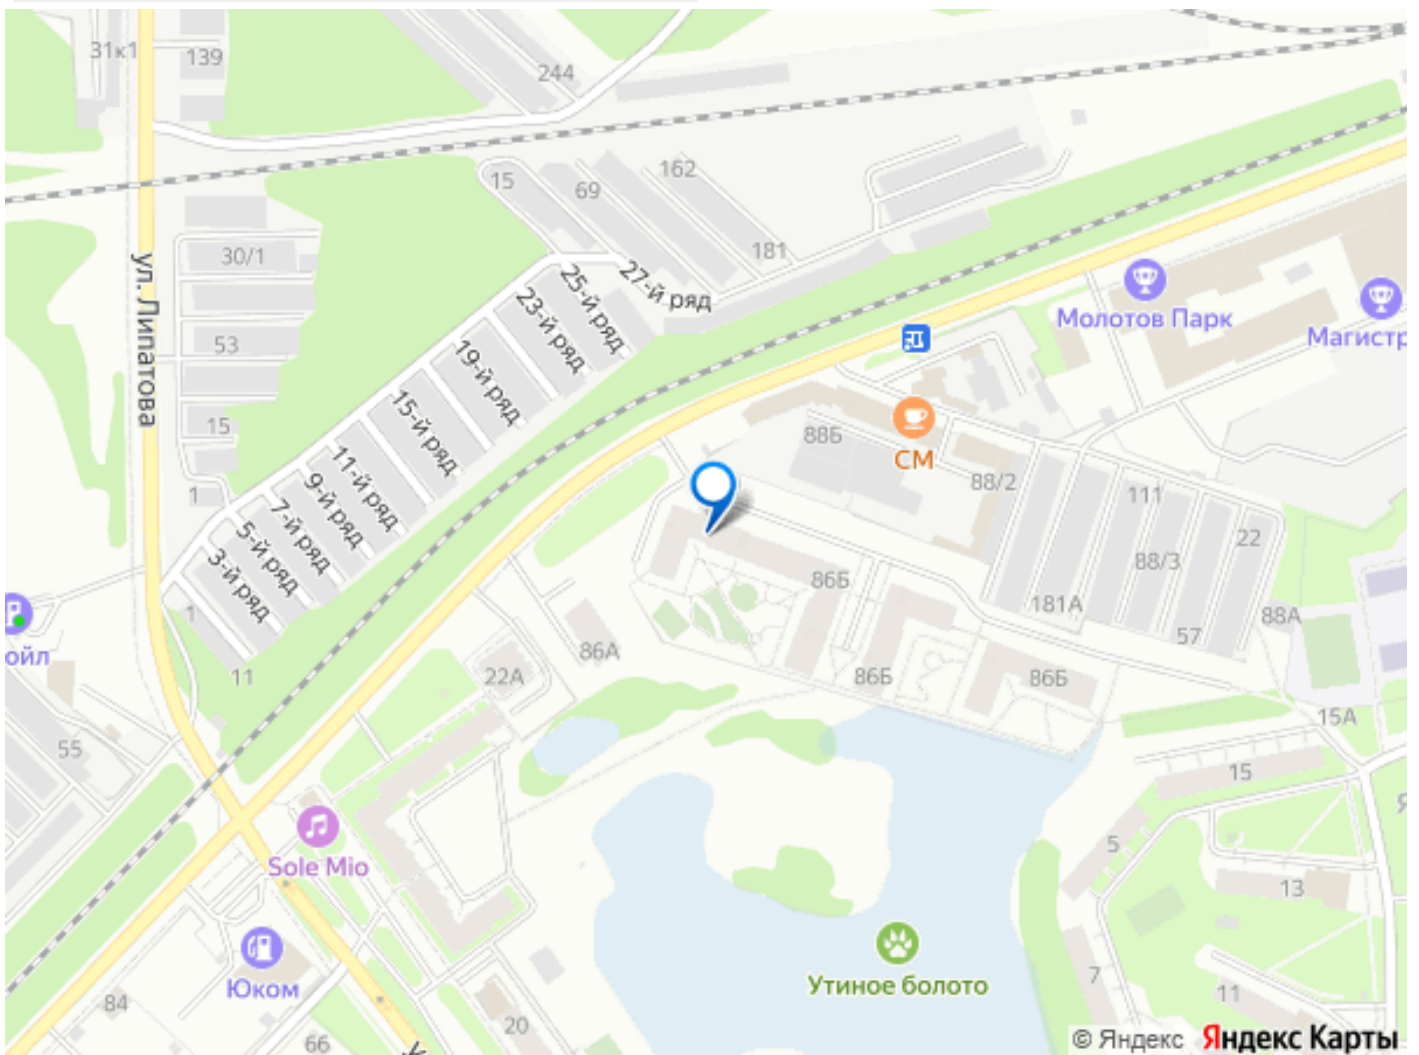 31к1
139
244
15
69
162
181
30/1
27-й ряд
25-й ряд
23-й ряд
19-й ряд
15-й ряд
11-й ряд
9-й ряд
7-й ряд
5-й ряд
3-й ряд
ул. Липатова
53
15
1
1
11
Молотов Парк
Магистр
88Б
СМ
88/2
111
22
88/3
181А
57
88А
86Б
86Б
86Б
86А
22А
ойл
55
15А
15
5
13
7
11
Sole Mio
Юком
84
66
20
Утиное болото
© Яндекс Яндекс Карты